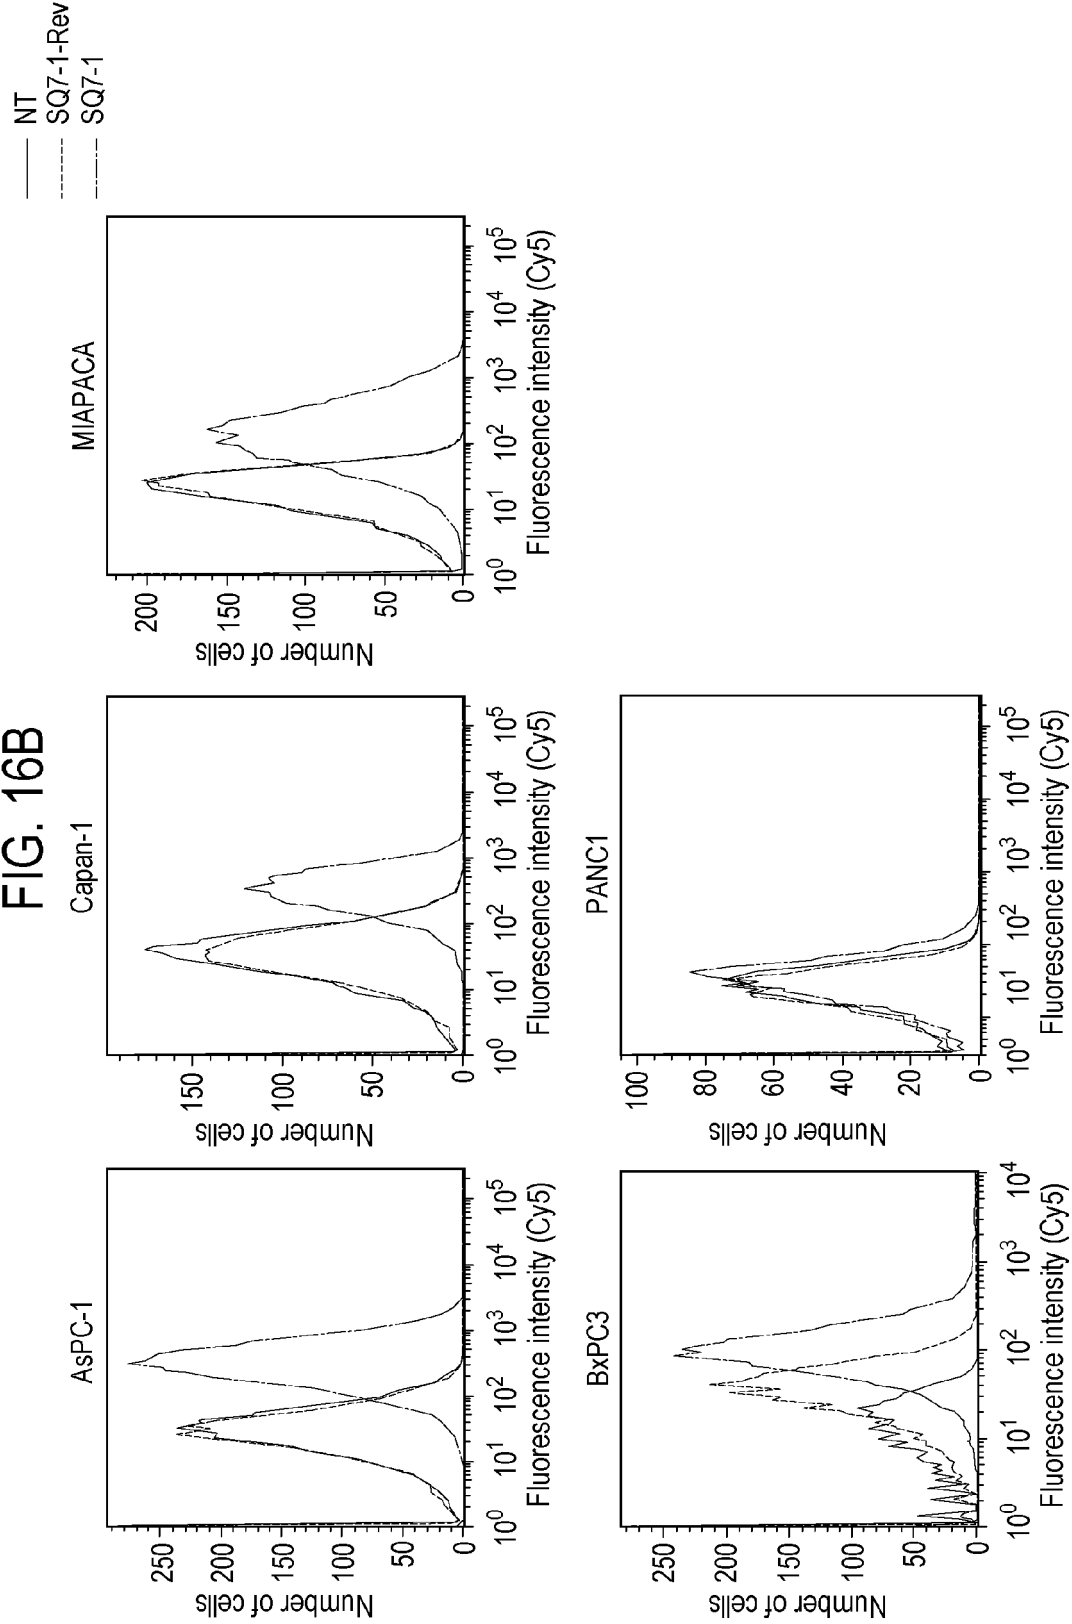 FIG. 16B
NT
SQ7-1-Rev
SQ7-1
AsPC-1
Number of cells
250
200
150
100
50
0
10^0
10^1
10^2
10^3
10^4
10^5
Fluorescence intensity (Cy5)
Capan-1
Number of cells
150
100
50
0
10^0
10^1
10^2
10^3
10^4
10^5
Fluorescence intensity (Cy5)
MIAPACA
Number of cells
200
150
100
50
0
10^0
10^1
10^2
10^3
10^4
10^5
Fluorescence intensity (Cy5)
BxPC3
Number of cells
250
200
150
100
50
0
10^0
10^1
10^2
10^3
10^4
Fluorescence intensity (Cy5)
PANC1
Number of cells
100
80
60
40
20
0
10^0
10^1
10^2
10^3
10^4
10^5
Fluorescence intensity (Cy5)